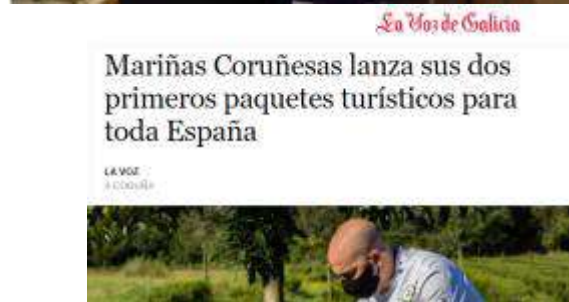 La Voz de Galicia
Mariñas Coruñesas lanza sus dos
primeros paquetes turísticos para
toda España
LA VOZ
A CORUÑA